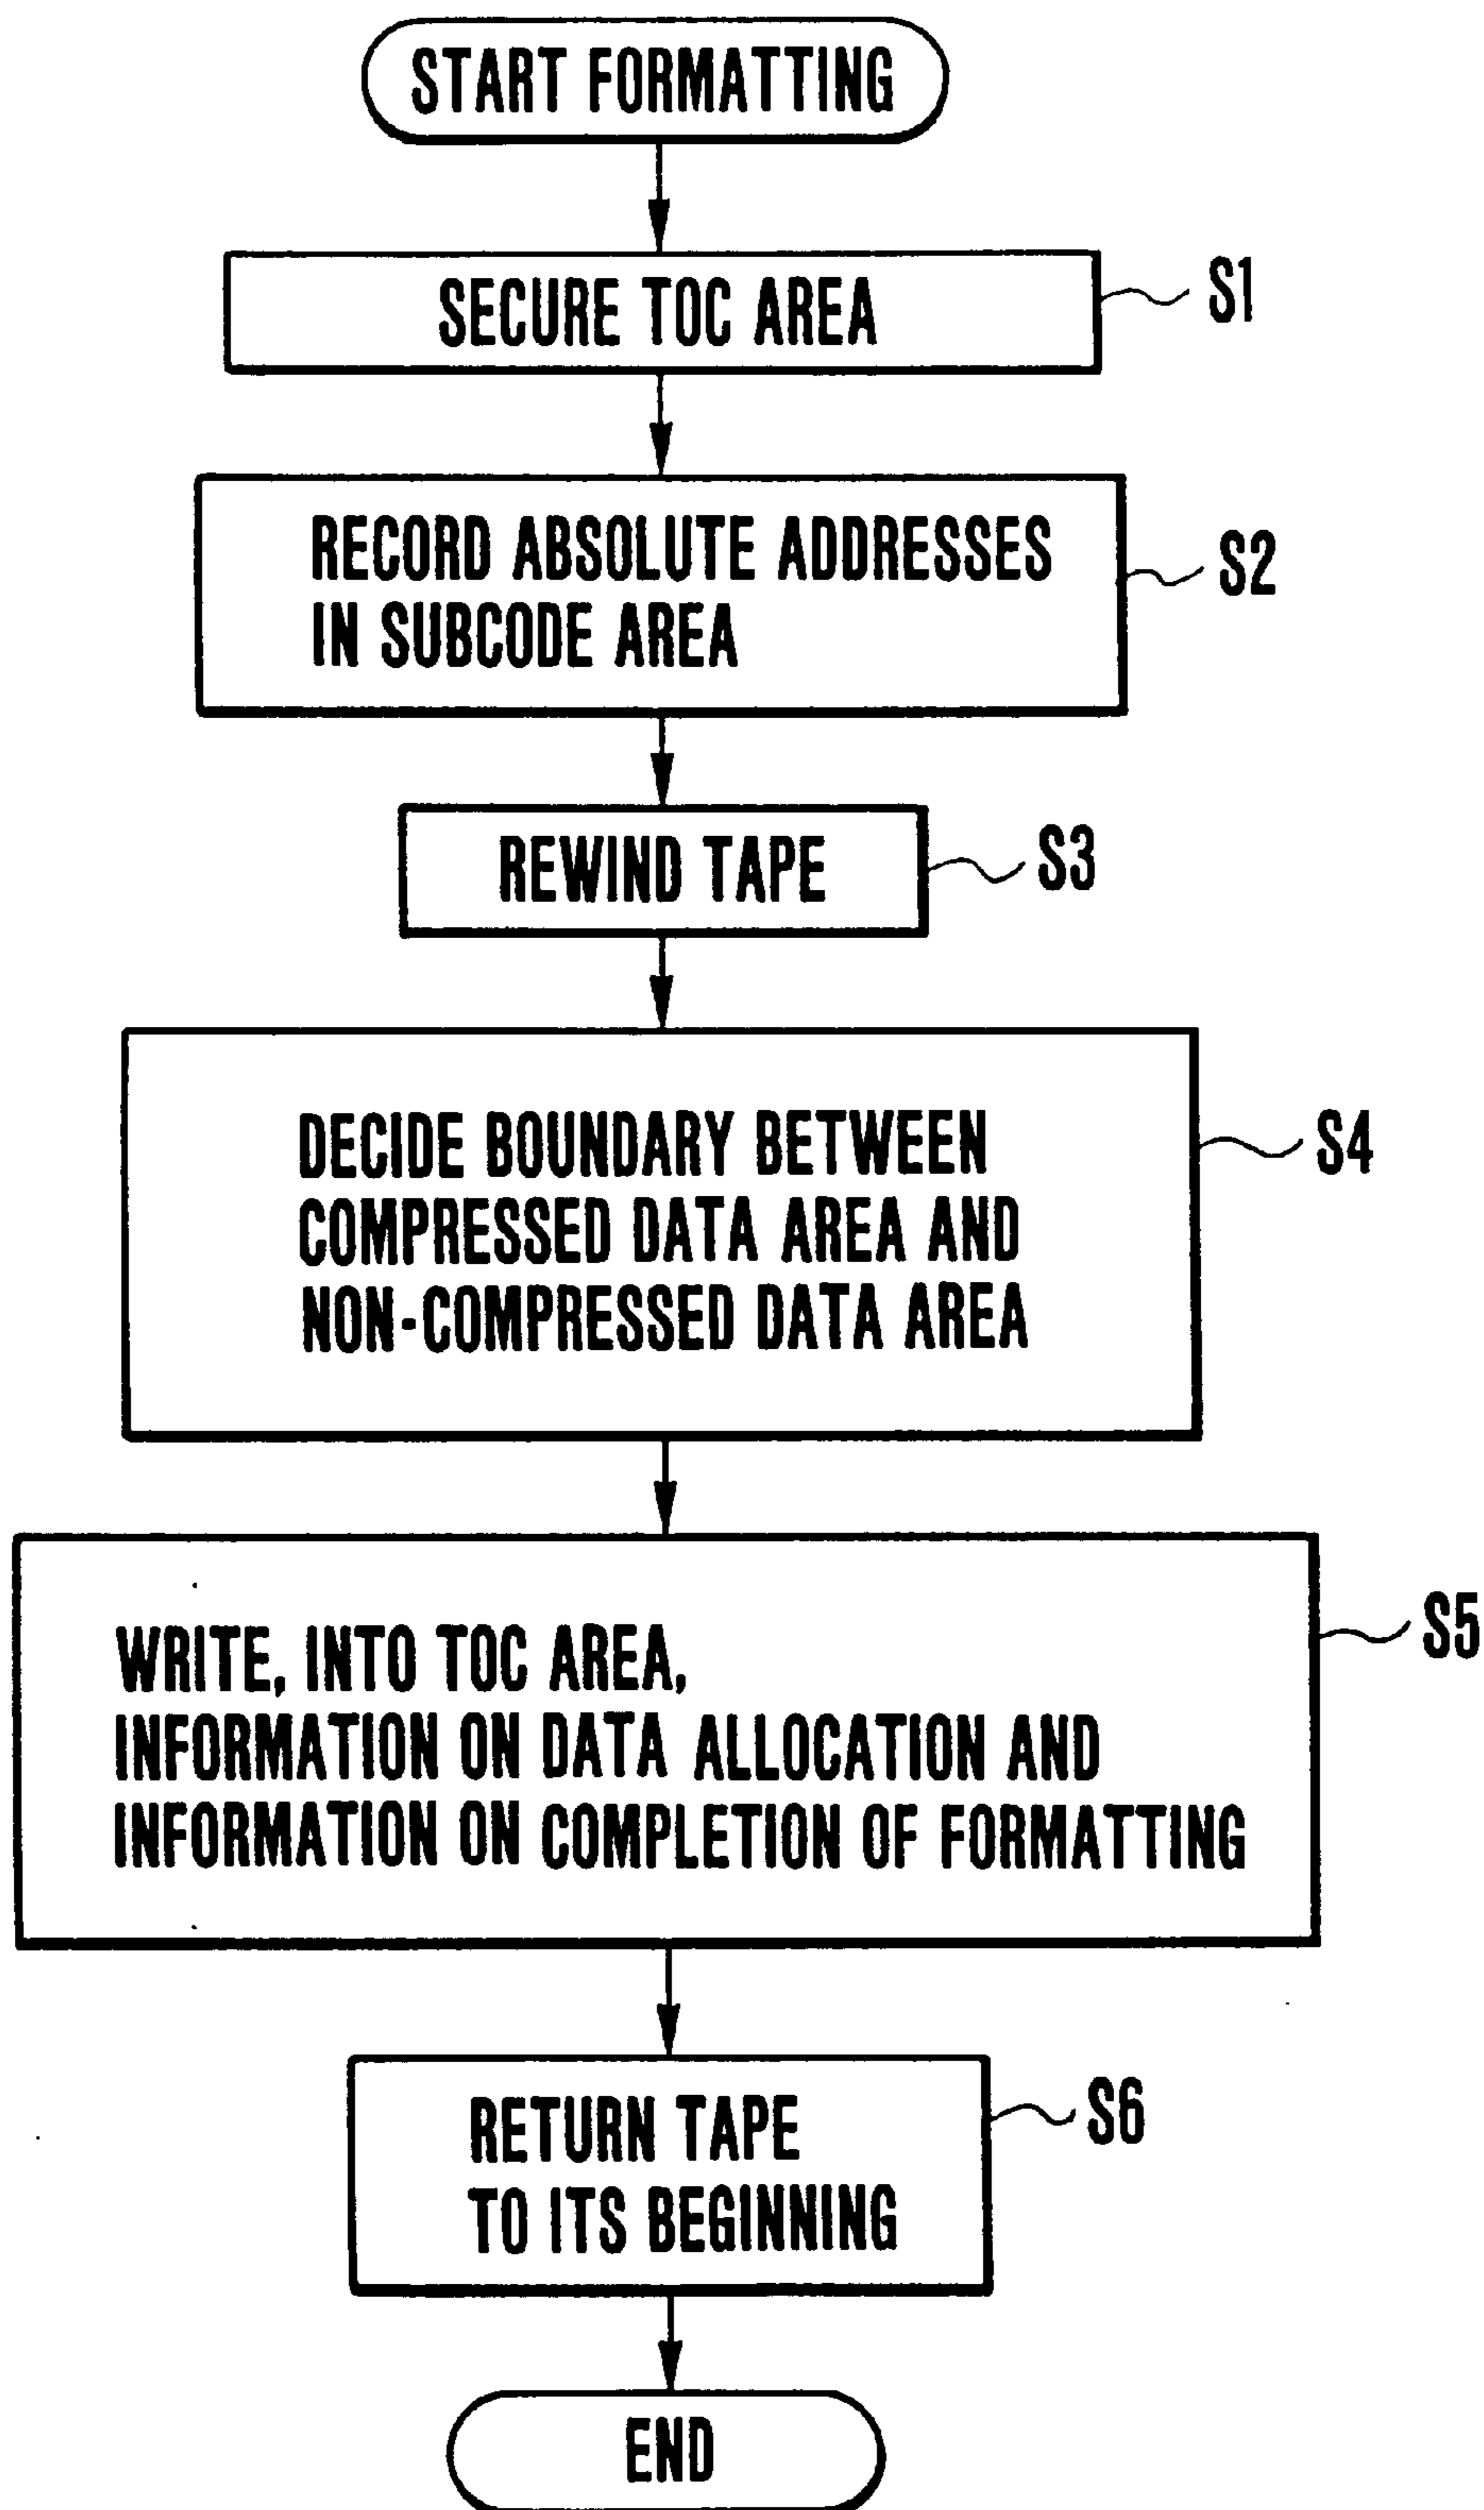 START FORMATTING
SECURE TOC AREA
S1
RECORD ABSOLUTE ADDRESSES
IN SUBCODE AREA
S2
REWIND TAPE
S3
DECIDE BOUNDARY BETWEEN
COMPRESSED DATA AREA AND
NON-COMPRESSED DATA AREA
S4
WRITE, INTO TOC AREA,
INFORMATION ON DATA ALLOCATION AND
INFORMATION ON COMPLETION OF FORMATTING
S5
RETURN TAPE
TO ITS BEGINNING
S6
END